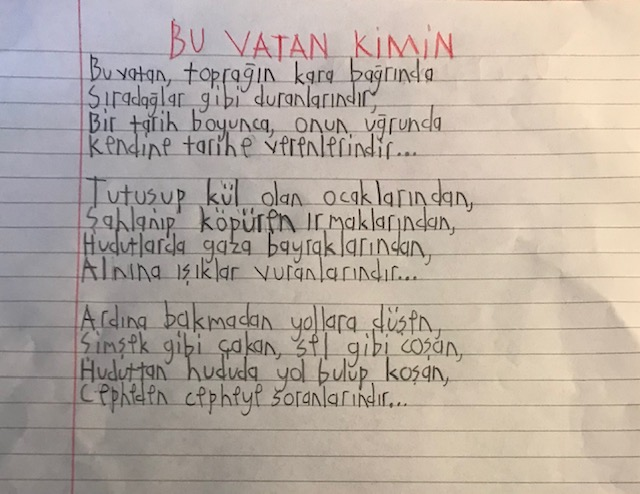 BU VATAN KİMİN
Bu vatan, toprağın kara bağrında
Sıradağlar gibi duranlarındır,
Bir tarih boyunca, onun uğrunda
Kendine tarihe verenlerindir...
Tutuşup kül olan ocaklarından,
Şahlanıp köpüren ırmaklarından,
Hudutlarda gaza bayraklarından,
Alnına ışıklar vuranlarındır...
Ardına bakmadan yollara düşen,
Şimşek gibi çakan, sel gibi coşan,
Huduttan hududa yol bulup koşan,
Cepheden cepheye soranlarındır...